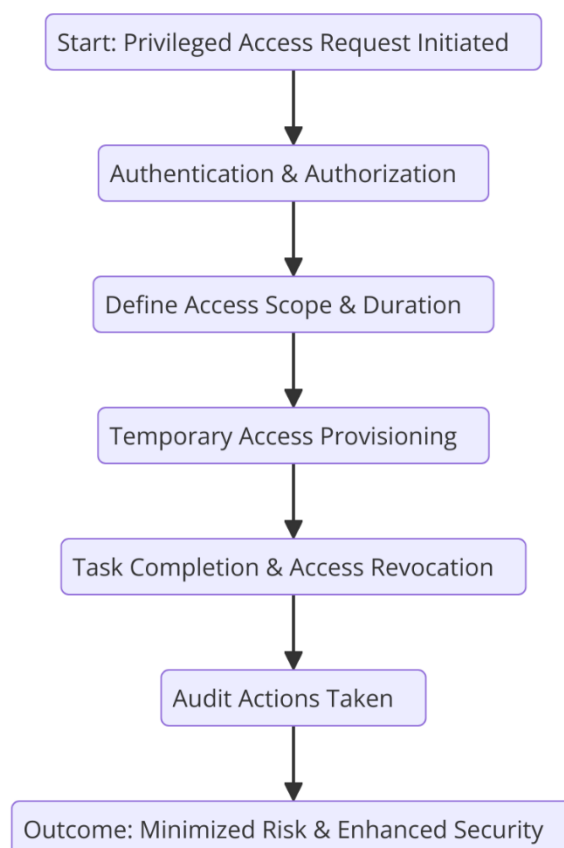 Start: Privileged Access Request Initiated
Authentication & Authorization
Define Access Scope & Duration
Temporary Access Provisioning
Task Completion & Access Revocation
Audit Actions Taken
Outcome: Minimized Risk & Enhanced Security